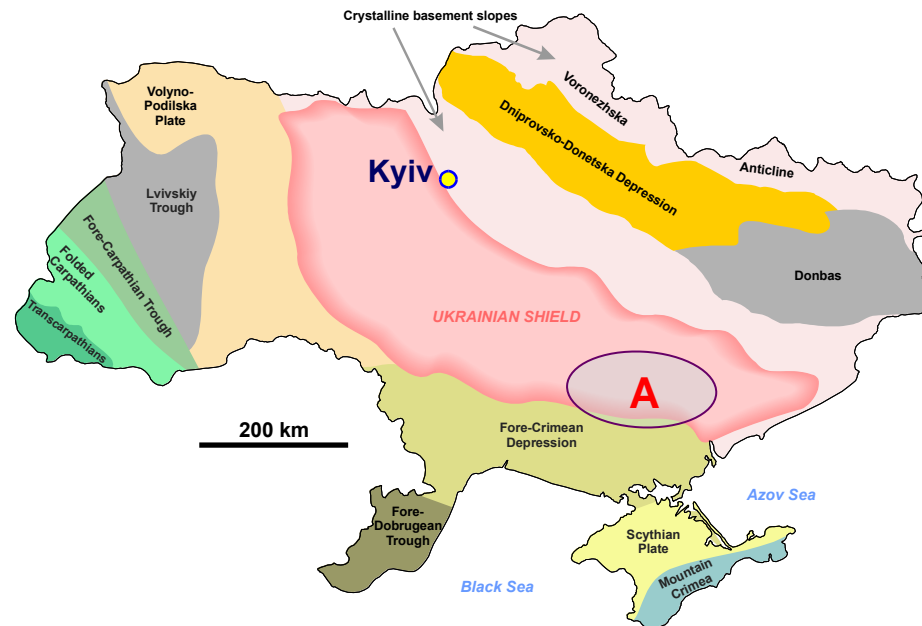 Crystalline basement slopes
Volyno-
Podilska
Plate
Voronezhska
Dniprovsko-Donetska Depression
Anticline
Kyiv
Lvivskiy
Trough
Fore-Carpathian Trough
Folded
Carpathians
Transcarpathians
Donbas
UKRAINIAN SHIELD
A
200 km
Fore-Crimean
Depression
Azov Sea
Fore-
Dobrugean
Trough
Scythian
Plate
Mountain
Crimea
Black Sea